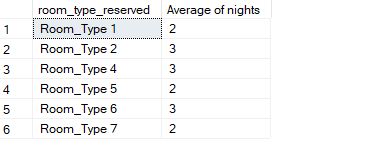 room_type_reserved Average of nights
1 Room_Type 1 2
2 Room_Type 2 3
3 Room_Type 4 3
4 Room_Type 5 2
5 Room_Type 6 3
6 Room_Type 7 2